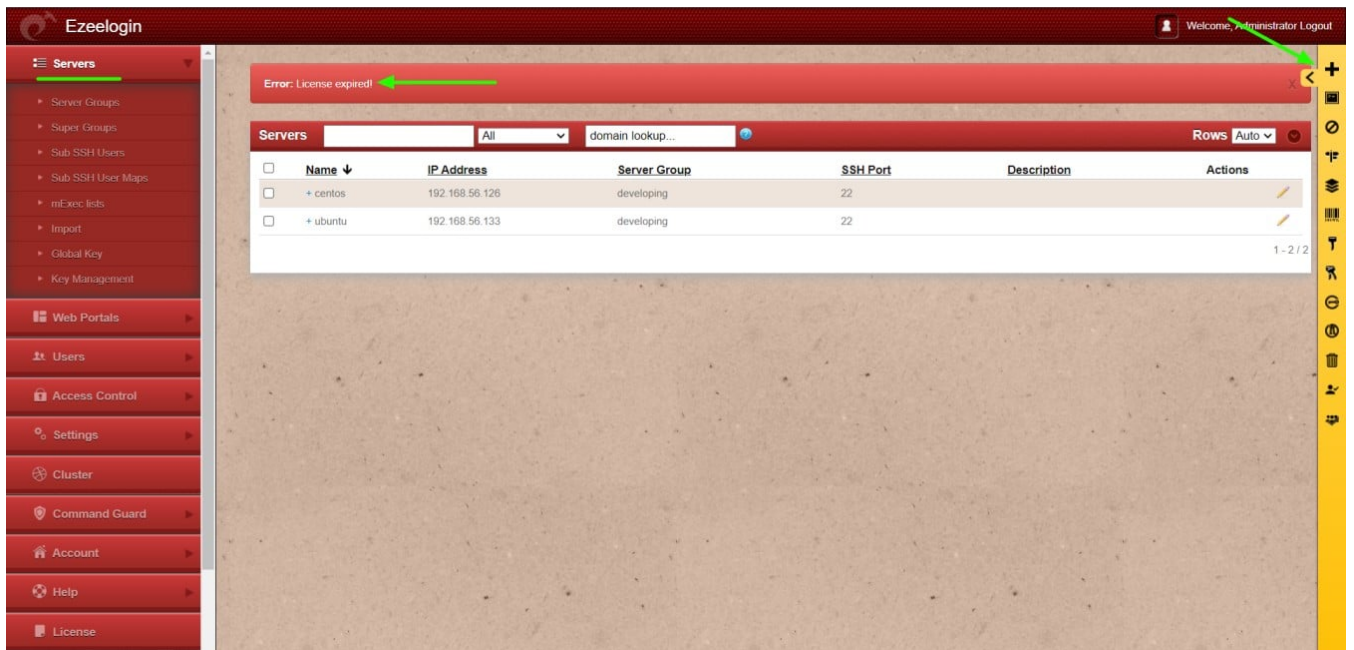 Ezeelogin
Welcome, Administrator Logout
Servers
Server Groups
Super Groups
Sub SSH Users
Sub SSH User Maps
mExec lists
Import
Global Key
Key Management
Web Portals
Users
Access Control
Settings
Cluster
Command Guard
Account
Help
License
Error: License expired! X
Servers All domain lookup... Rows Auto
Name IP Address Server Group SSH Port Description Actions
+ centos 192.168.56.126 developing 22
+ ubuntu 192.168.56.133 developing 22
1 - 2 / 2